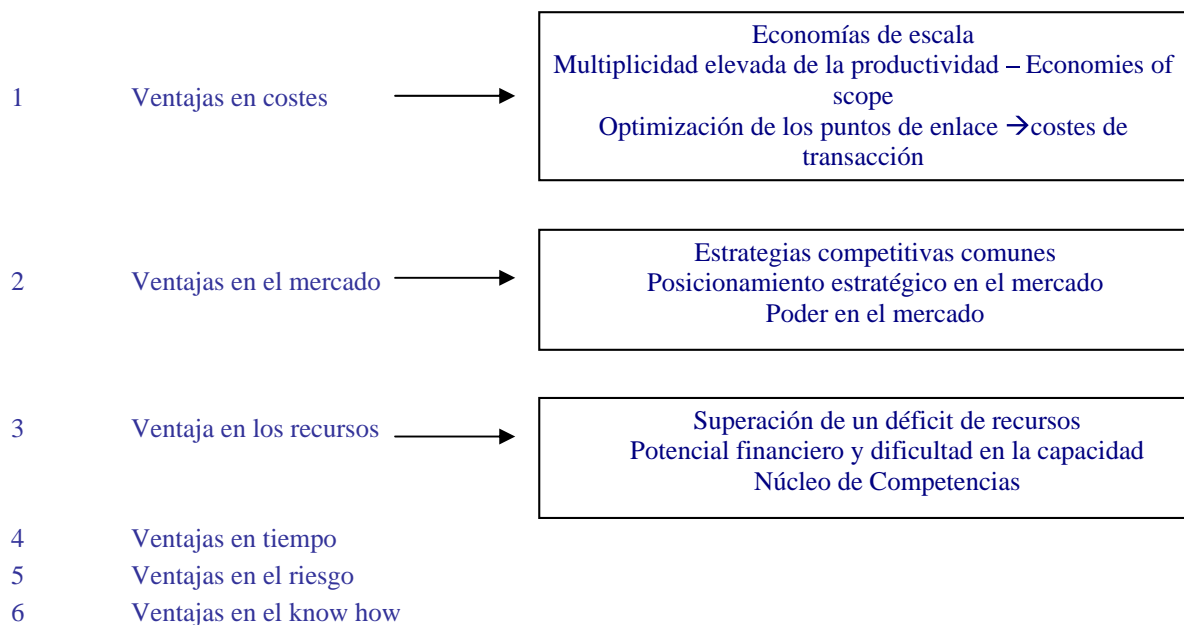 1 Ventajas en costes
Economías de escala
Multiplicidad elevada de la productividad – Economies of
scope
Optimización de los puntos de enlace →costes de
transacción
2 Ventajas en el mercado
Estrategias competitivas comunes
Posicionamiento estratégico en el mercado
Poder en el mercado
3 Ventaja en los recursos
Superación de un déficit de recursos
Potencial financiero y dificultad en la capacidad
Núcleo de Competencias
4 Ventajas en tiempo
5 Ventajas en el riesgo
6 Ventajas en el know how